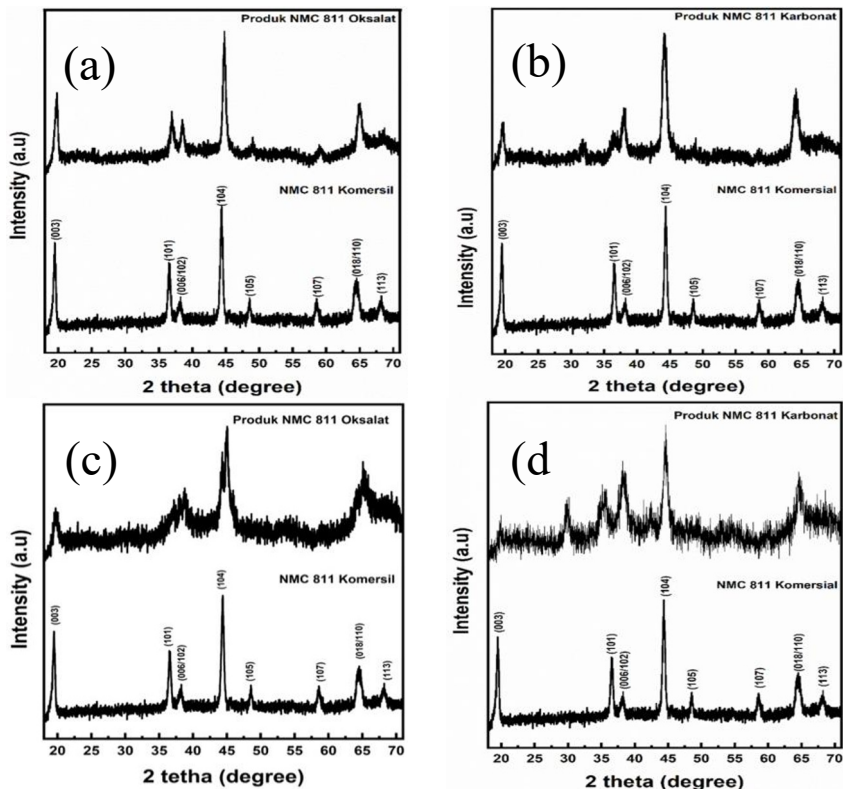 Produk NMC 811 Oksalat
(a)
NMC 811 Komersil
(003)
(101)
(006/102)
(104)
(105)
(107)
(018/110)
(113)
Intensity (a.u)
20 25 30 35 40 45 50 55 60 65 70
2 theta (degree)
Produk NMC 811 Karbonat
(b)
NMC 811 Komersial
(003)
(101)
(006/102)
(104)
(105)
(107)
(018/110)
(113)
Intensity (a.u)
20 25 30 35 40 45 50 55 60 65 70
2 theta (degree)
Produk NMC 811 Oksalat
(c)
NMC 811 Komersil
(003)
(101)
(006/102)
(104)
(105)
(107)
(018/110)
(113)
Intensity (a.u)
20 25 30 35 40 45 50 55 60 65 70
2 tetha (degree)
Produk NMC 811 Karbonat
(d)
NMC 811 Komersial
(003)
(101)
(006/102)
(104)
(105)
(107)
(018/110)
(113)
Intensity (a.u)
20 25 30 35 40 45 50 55 60 65 70
2 theta (degree)